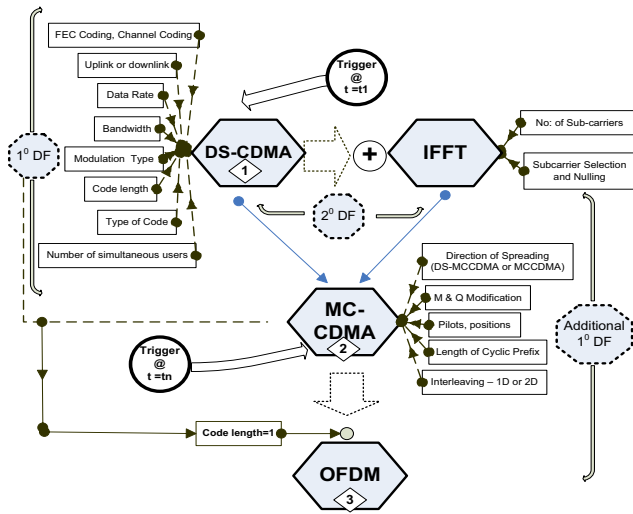 FEC Coding, Channel Coding
Uplink or downlink
Data Rate
Bandwidth
Modulation Type
Code length
Type of Code
Number of simultaneous users
1⁰ DF
Trigger
@
t =t1
DS-CDMA
1
+
IFFT
No: of Sub-carriers
Subcarrier Selection
and Nulling
2⁰ DF
Direction of Spreading
(DS-MCCDMA or MCCDMA)
M & Q Modification
Pilots, positions
Length of Cyclic Prefix
Interleaving – 1D or 2D
Additional
1⁰ DF
MC-
CDMA
2
Trigger
@
t =tn
Code length=1
OFDM
3